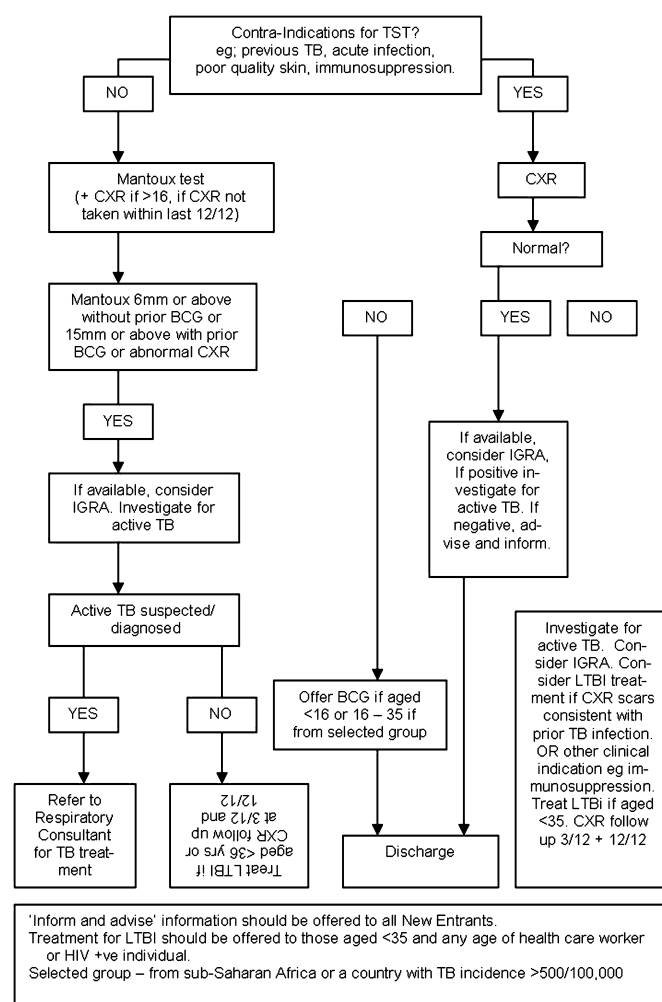 Contra-Indications for TST?
eg; previous TB, acute infection,
poor quality skin, immunosuppression.
NO
YES
Mantoux test
(+ CXR if >16, if CXR not
taken within last 12/12)
CXR
Normal?
Mantoux 6mm or above
without prior BCG or
15mm or above with prior
BCG or abnormal CXR
NO
YES
NO
YES
If available,
consider IGRA,
If positive in-
vestigate for
active TB. If
negative, ad-
vise and inform.
If available, consider
IGRA. Investigate for
active TB
Active TB suspected/
diagnosed
Investigate for
active TB.  Con-
sider IGRA. Con-
sider LTBI treat-
ment if CXR scars
consistent with
prior TB infection.
OR other clinical
indication eg im-
munosuppression.
Treat LTBi if aged
<35. CXR follow
up 3/12 + 12/12
YES
NO
Offer BCG if aged
<16 or 16 – 35 if
from selected group
Refer to
Respiratory
Consultant
for TB treat-
ment
Treat LTBI if
aged <36 yrs or
CXR follow up
at 3/12 and
12/12
Discharge
'Inform and advise' information should be offered to all New Entrants.
Treatment for LTBI should be offered to those aged <35 and any age of health care worker
or HIV +ve individual.
Selected group – from sub-Saharan Africa or a country with TB incidence >500/100,000